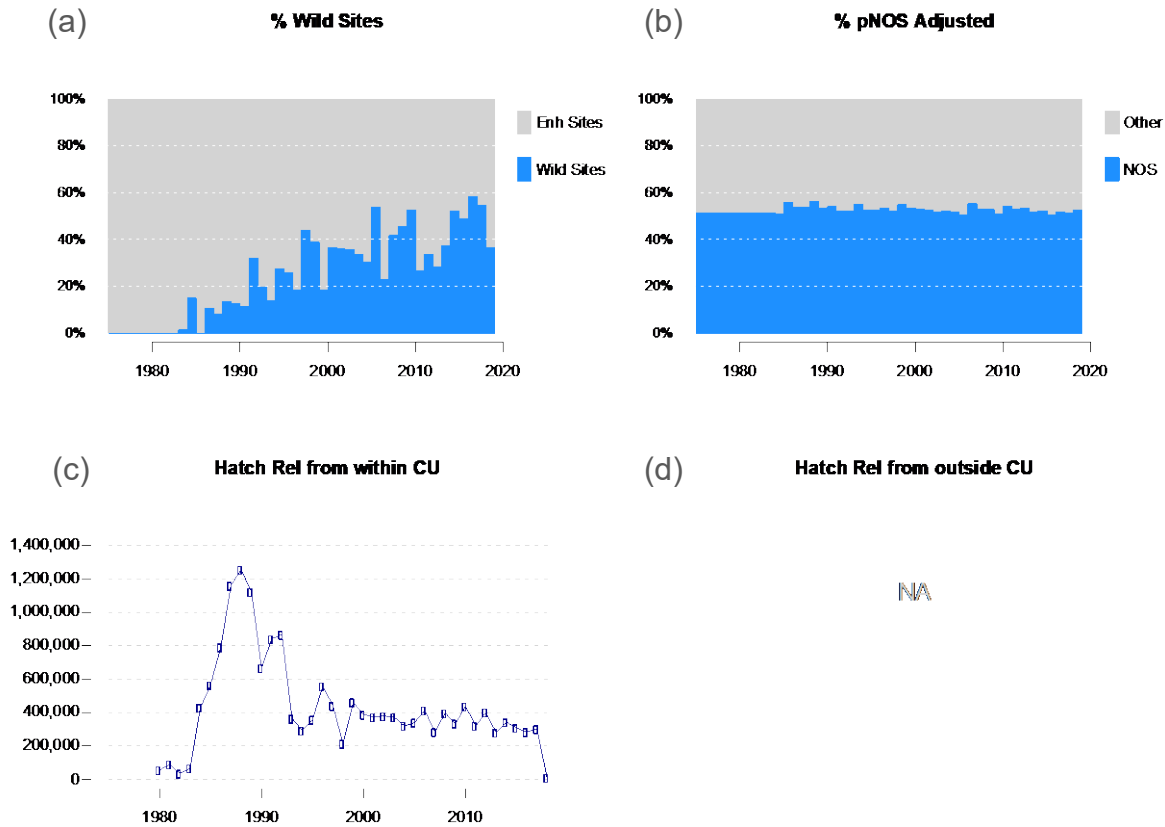 (a)
% Wild Sites
100%
80%
60%
40%
20%
0%
Enh Sites
Wild Sites
1980 1990 2000 2010 2020
(b)
% pNOS Adjusted
100%
80%
60%
40%
20%
0%
Other
NOS
1980 1990 2000 2010 2020
(c)
Hatch Rel from within CU
1,400,000
1,200,000
1,000,000
800,000
600,000
400,000
200,000
0
1980 1990 2000 2010
(d)
Hatch Rel from outside CU
NA